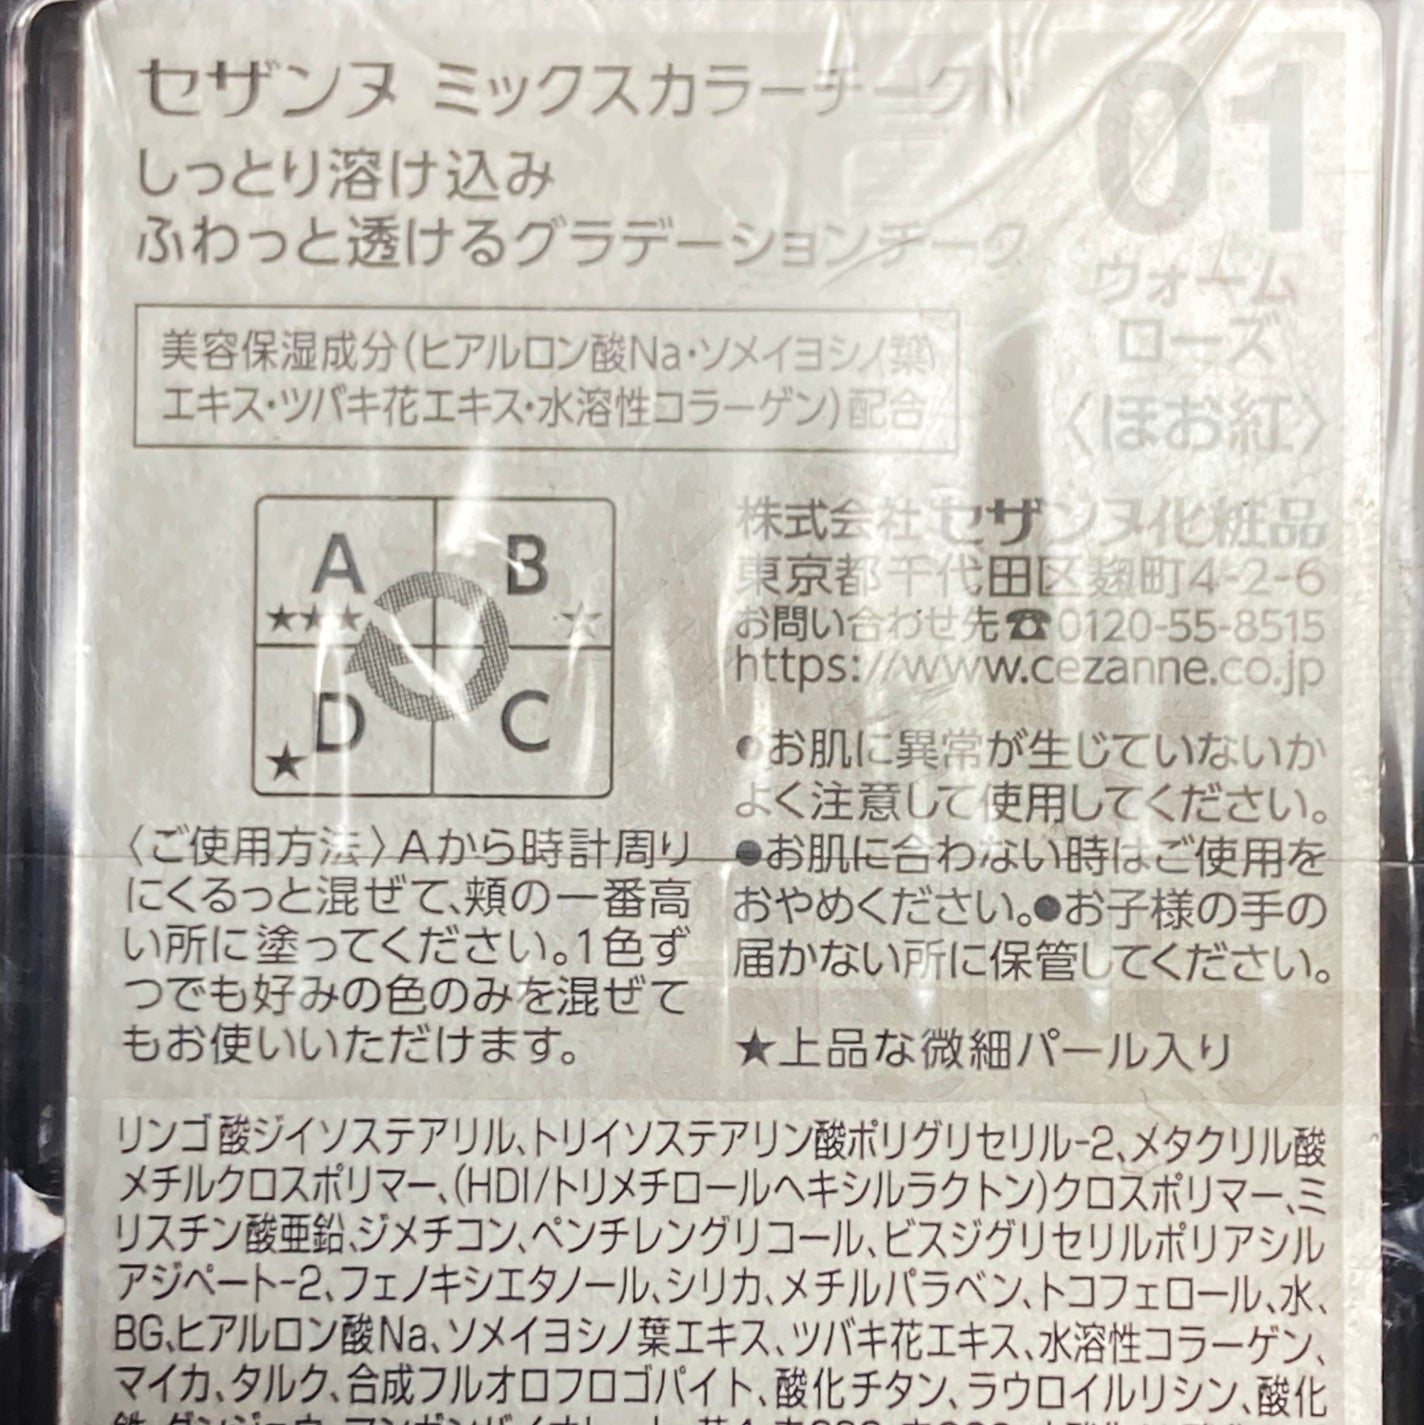 セザンヌ ミックスカラーチークN
01
しっとり溶け込み
ふわっと透けるグラデーションチーク
ウォーム
ローズ
〈ほお紅〉
美容保湿成分(ヒアルロン酸Na・ソメイヨシノ葉
エキス・ツバキ花エキス・水溶性コラーゲン)配合
A
★★★
B
☆
D
★
C
株式会社 セザンヌ化粧品
東京都千代田区麹町4-2-6
お問い合わせ先☎0120-55-8515
https://www.cezanne.co.jp
〈ご使用方法〉Aから時計周り
にくるっと混ぜて、頬の一番高
い所に塗ってください。1色ず
つでも好みの色のみを混ぜて
もお使いいただけます。
●お肌に異常が生じていないか
よく注意して使用してください。
●お肌に合わない時はご使用を
おやめください。●お子様の手の
届かない所に保管してください。
★上品な微細パール入り
リンゴ酸ジイソステアリル、トリイソステアリン酸ポリグリセリル-2、メタクリル酸
メチルクロスポリマー、(HDI/トリメチロールヘキシルラクトン)クロスポリマー、ミ
リスチン酸亜鉛、ジメチコン、ペンチレングリコール、ビスジグリセリルポリアシル
アジペート-2、フェノキシエタノール、シリカ、メチルパラベン、トコフェロール、水、
BG、ヒアルロン酸Na、ソメイヨシノ葉エキス、ツバキ花エキス、水溶性コラーゲン、
マイカ、タルク、合成フルオロフロゴパイト、酸化チタン、ラウロイルリシン、酸化